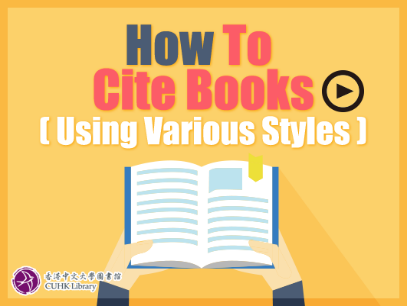 How To
Cite Books
( Using Various Styles )
香港中文大學圖書館
CUHK Library